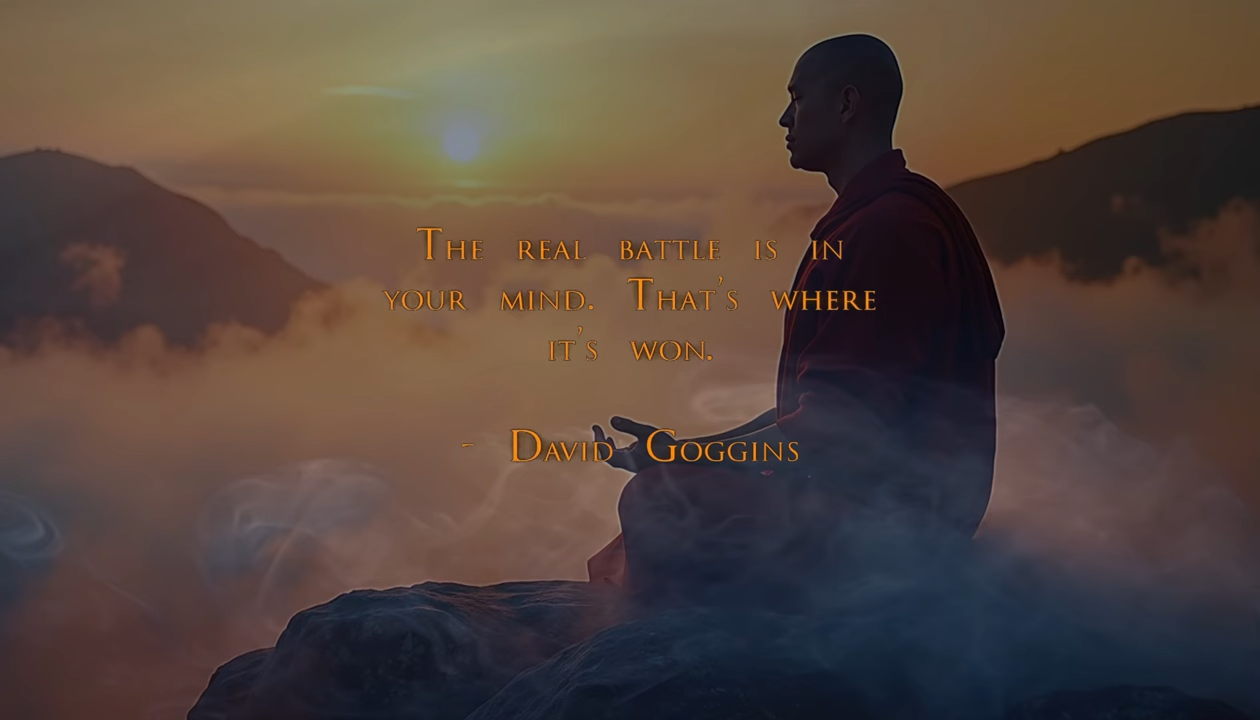 The real battle is in
your mind. That's where
it's won.
- David Goggins